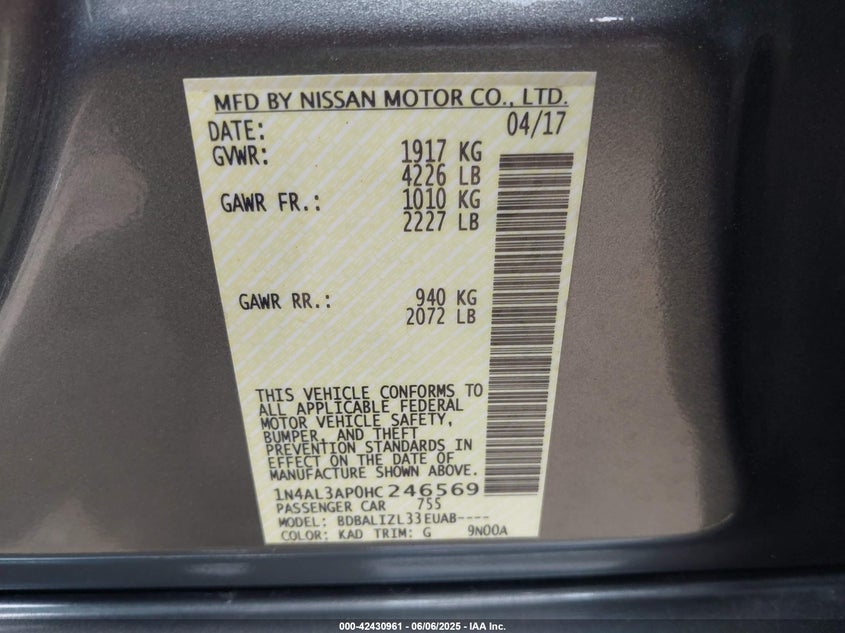 MFD BY NISSAN MOTOR CO., LTD.
DATE: 04/17
GVWR: 1917 KG
4226 LB
GAWR FR.: 1010 KG
2227 LB
GAWR RR.: 940 KG
2072 LB
THIS VEHICLE CONFORMS TO
ALL APPLICABLE FEDERAL
MOTOR VEHICLE SAFETY,
BUMPER, AND THEFT
PREVENTION STANDARDS IN
EFFECT ON THE DATE OF
MANUFACTURE SHOWN ABOVE.
1N4AL3AP0HC246569
PASSENGER CAR 755
MODEL: BDBALIZL33EUAB----
COLOR: KAD TRIM: G 9N00A
000-42430961 - 06/06/2025 - IAA Inc.